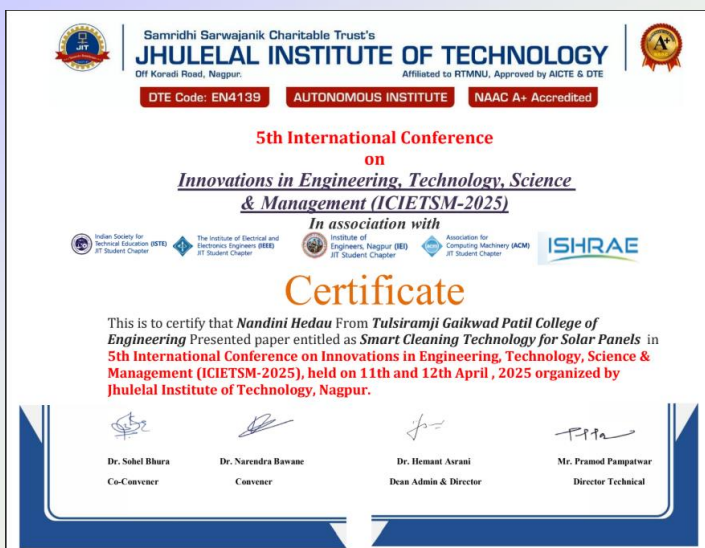 Samridhi Sarwajanik Charitable Trust's
JHULELAL INSTITUTE OF TECHNOLOGY
Off Koradi Road, Nagpur. Affiliated to RTMNU, Approved by AICTE & DTE
JIT
A+
DTE Code: EN4139 AUTONOMOUS INSTITUTE NAAC A+ Accredited
5th International Conference
on
Innovations in Engineering, Technology, Science
& Management (ICIETSM-2025)
In association with
Indian Society for
Technical Education (ISTE)
JIT Student Chapter
The Institute of Electrical and
Electronics Engineers (IEEE)
JIT Student Chapter
Institute of
Engineers, Nagpur (IEI)
JIT Student Chapter
Association for
Computing Machinery (ACM)
JIT Student Chapter
ISHRAE
Certificate
This is to certify that Nandini Hedau From Tulsiramji Gaikwad Patil College of
Engineering Presented paper entitled as Smart Cleaning Technology for Solar Panels in
5th International Conference on Innovations in Engineering, Technology, Science &
Management (ICIETSM-2025), held on 11th and 12th April , 2025 organized by
Jhulelal Institute of Technology, Nagpur.
Dr. Sohel Bhura Dr. Narendra Bawane Dr. Hemant Asrani Mr. Pramod Pampatwar
Co-Convener Convener Dean Admin & Director Director Technical